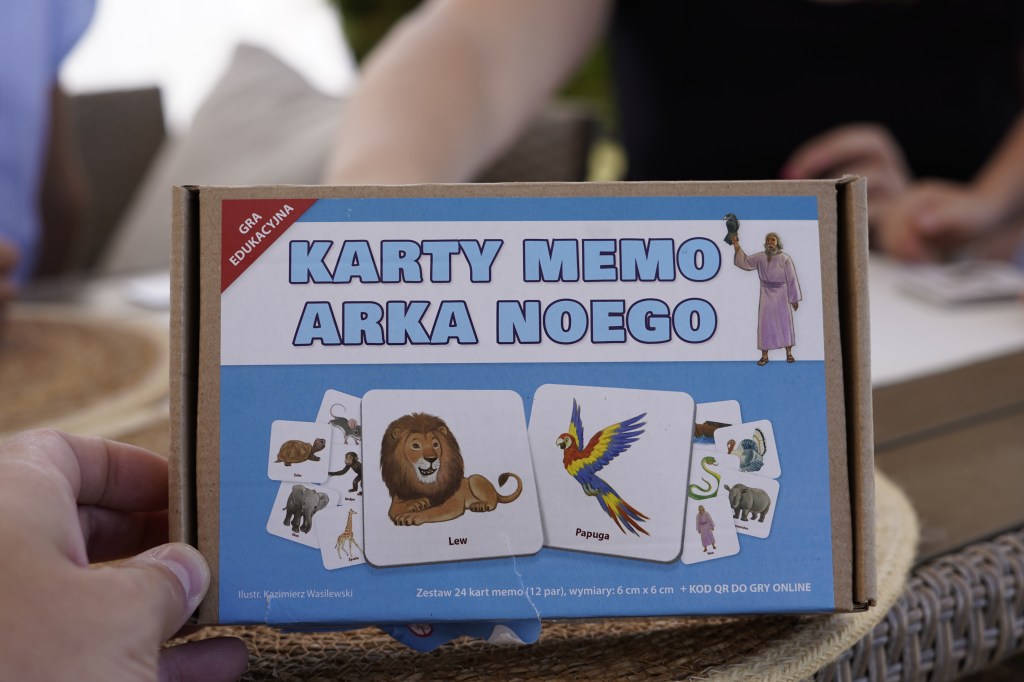 GRA
EDUKACYJNA
KARTY MEMO
ARKA NOEGO
Lew
Papuga
Ilustr. Kazimierz Wasilewski
Zestaw 24 kart memo (12 par), wymiary: 6 cm x 6 cm + KOD QR DO GRY ONLINE